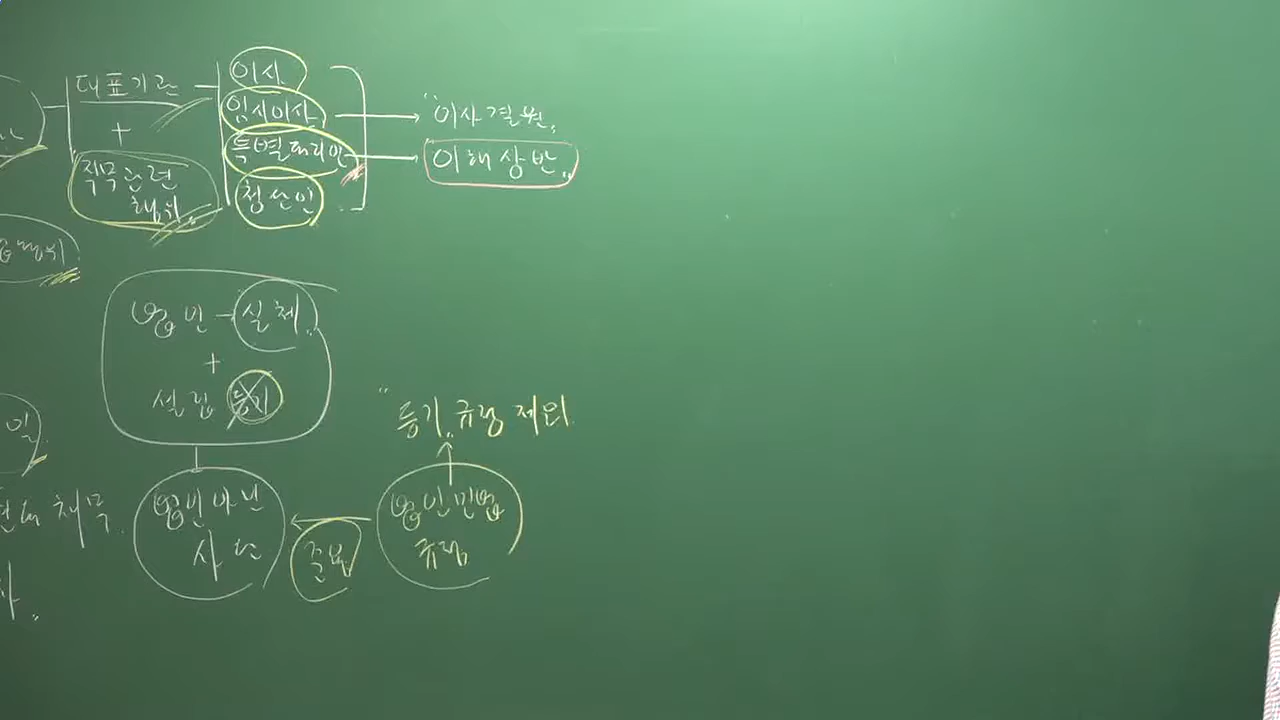 대표기관
+
직무관련
행위
이사
임시이사
특별대리인
청산인
"이사결원"
이해상반
법인 - 실체
+
설립 등기
"등기 규정 제외
법인아닌
사단
준용
법인민법
규정
채무